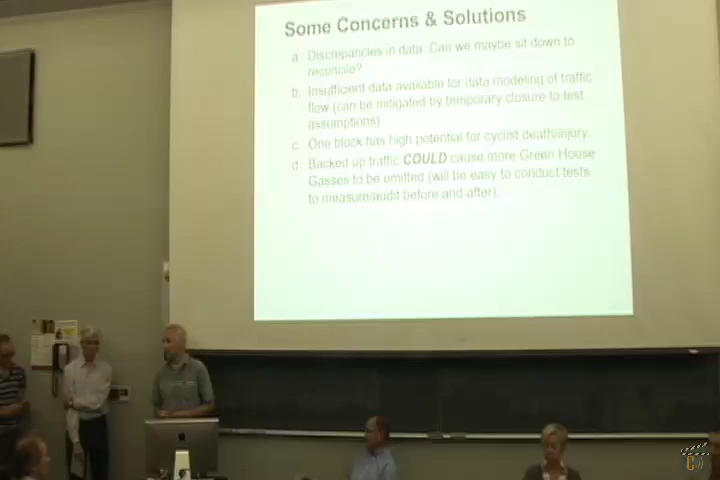 Some Concerns & Solutions
a. Discrepancies in data: Can we maybe sit down to
reconcile?
b. Insufficient data available for data modeling of traffic
flow (can be mitigated by temporary closure to test
assumptions)
c. One block has high potential for cyclist death/injury.
d. Backed up traffic COULD cause more Green House
Gasses to be emitted (will be easy to conduct tests
to measure/audit before and after).